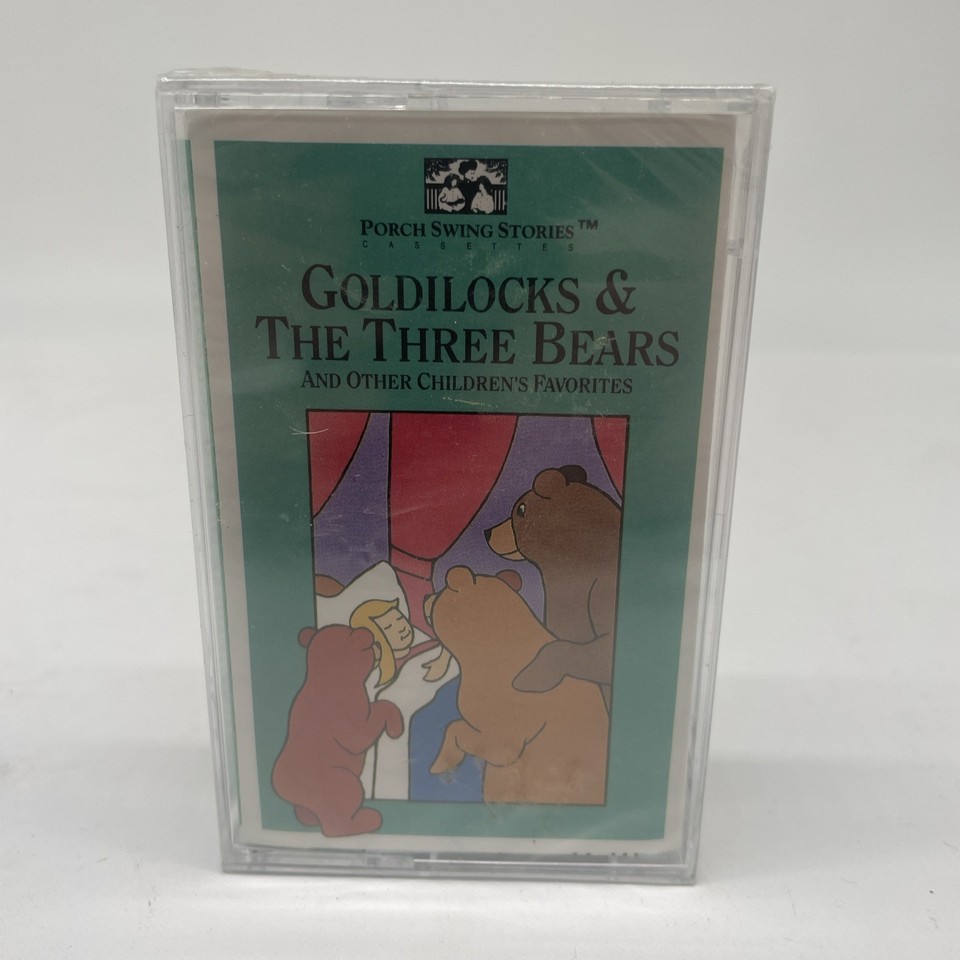 PORCH SWING STORIES™
CASSETTES
GOLDILOCKS &
THE THREE BEARS
AND OTHER CHILDREN'S FAVORITES